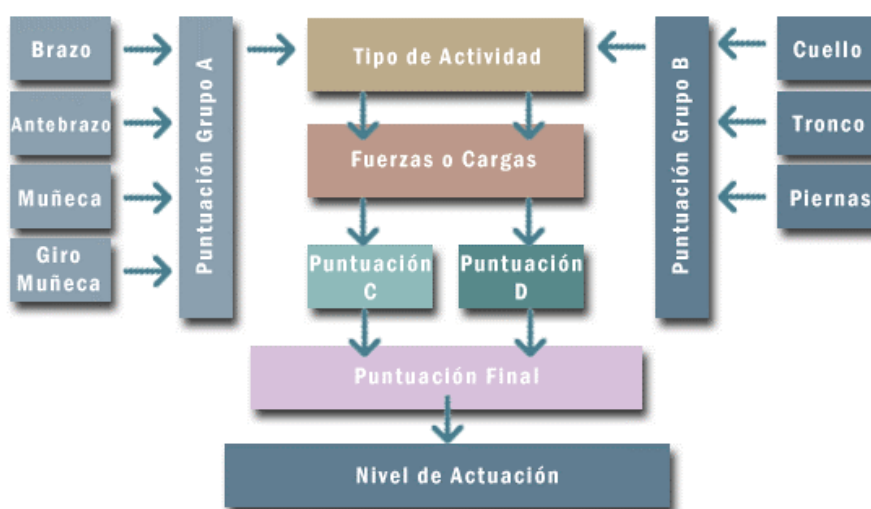 Brazo
Antebrazo
Muñeca
Giro
Muñeca
Puntuación Grupo A
Tipo de Actividad
Fuerzas o Cargas
Puntuación
C
Puntuación
D
Puntuación Final
Nivel de Actuación
Puntuación Grupo B
Cuello
Tronco
Piernas